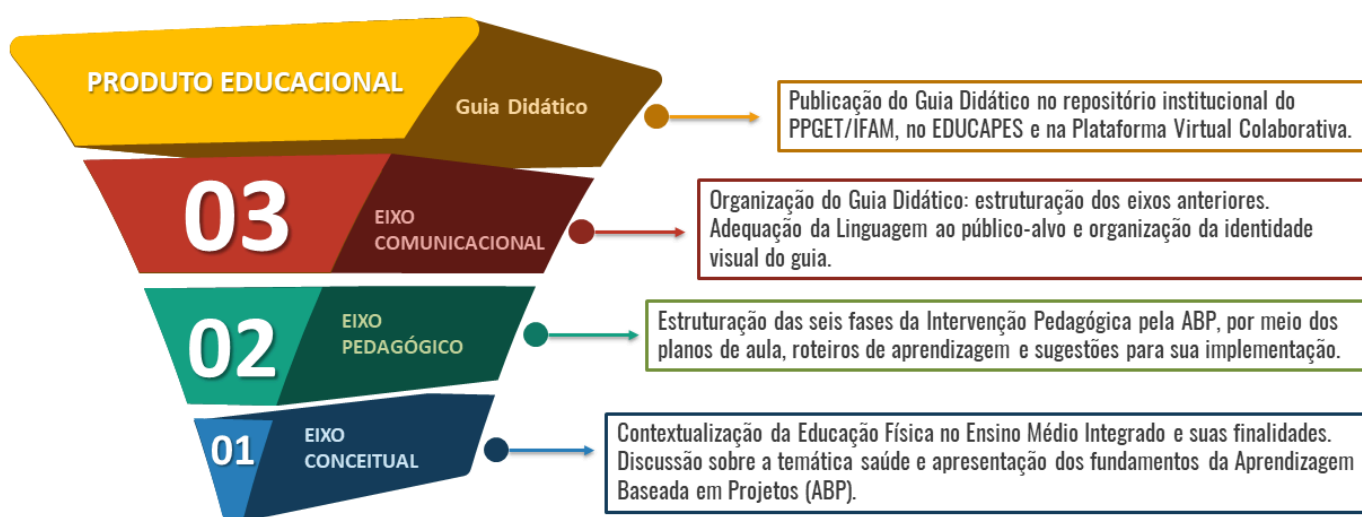 PRODUTO EDUCACIONAL
Guia Didático
Publicação do Guia Didático no repositório institucional do
PPGET/IFAM, no EDUCAPES e na Plataforma Virtual Colaborativa.
03
EIXO
COMUNICACIONAL
Organização do Guia Didático: estruturação dos eixos anteriores.
Adequação da Linguagem ao público-alvo e organização da identidade
visual do guia.
02
EIXO
PEDAGÓGICO
Estruturação das seis fases da Intervenção Pedagógica pela ABP, por meio dos
planos de aula, roteiros de aprendizagem e sugestões para sua implementação.
01
EIXO
CONCEITUAL
Contextualização da Educação Física no Ensino Médio Integrado e suas finalidades.
Discussão sobre a temática saúde e apresentação dos fundamentos da Aprendizagem
Baseada em Projetos (ABP).